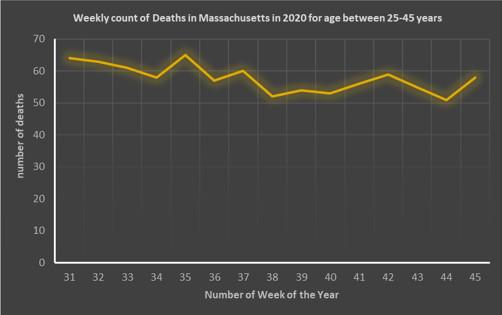 Weekly count of Deaths in Massachusetts in 2020 for age between 25-45 years
70
60
50
40
30
20
10
0
number of deaths
31 32 33 34 35 36 37 38 39 40 41 42 43 44 45
Number of Week of the Year